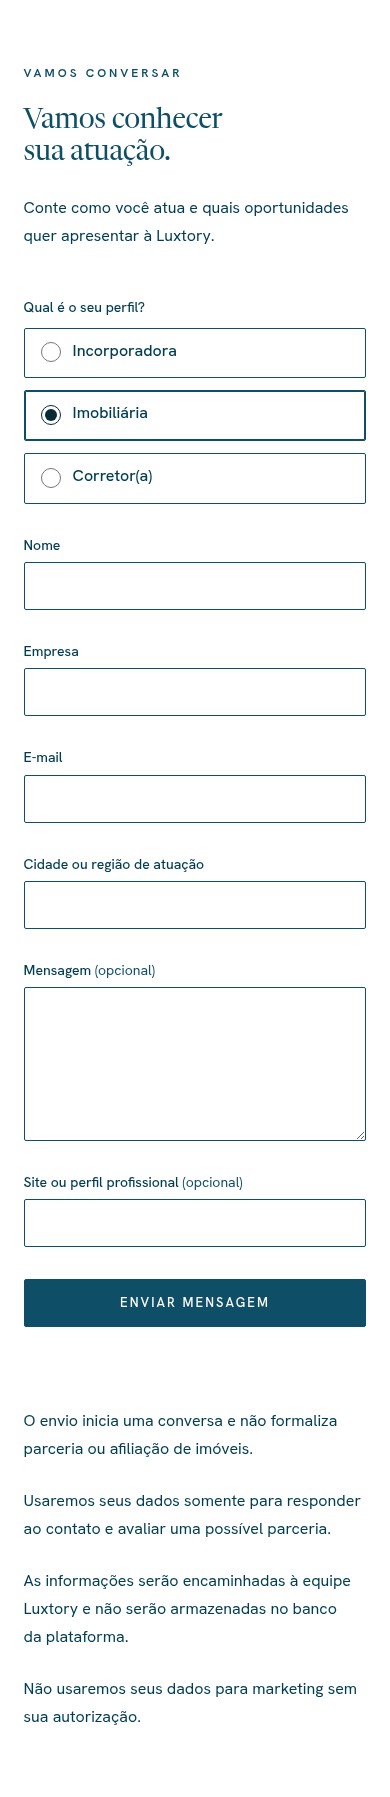 VAMOS CONVERSAR
Vamos conhecer
sua atuação.
Conte como você atua e quais oportunidades
quer apresentar à Luxtory.
Qual é o seu perfil?
Incorporadora
Imobiliária
Corretor(a)
Nome
Empresa
E-mail
Cidade ou região de atuação
Mensagem (opcional)
Site ou perfil profissional (opcional)
ENVIAR MENSAGEM
O envio inicia uma conversa e não formaliza
parceria ou afiliação de imóveis.
Usaremos seus dados somente para responder
ao contato e avaliar uma possível parceria.
As informações serão encaminhadas à equipe
Luxtory e não serão armazenadas no banco
da plataforma.
Não usaremos seus dados para marketing sem
sua autorização.